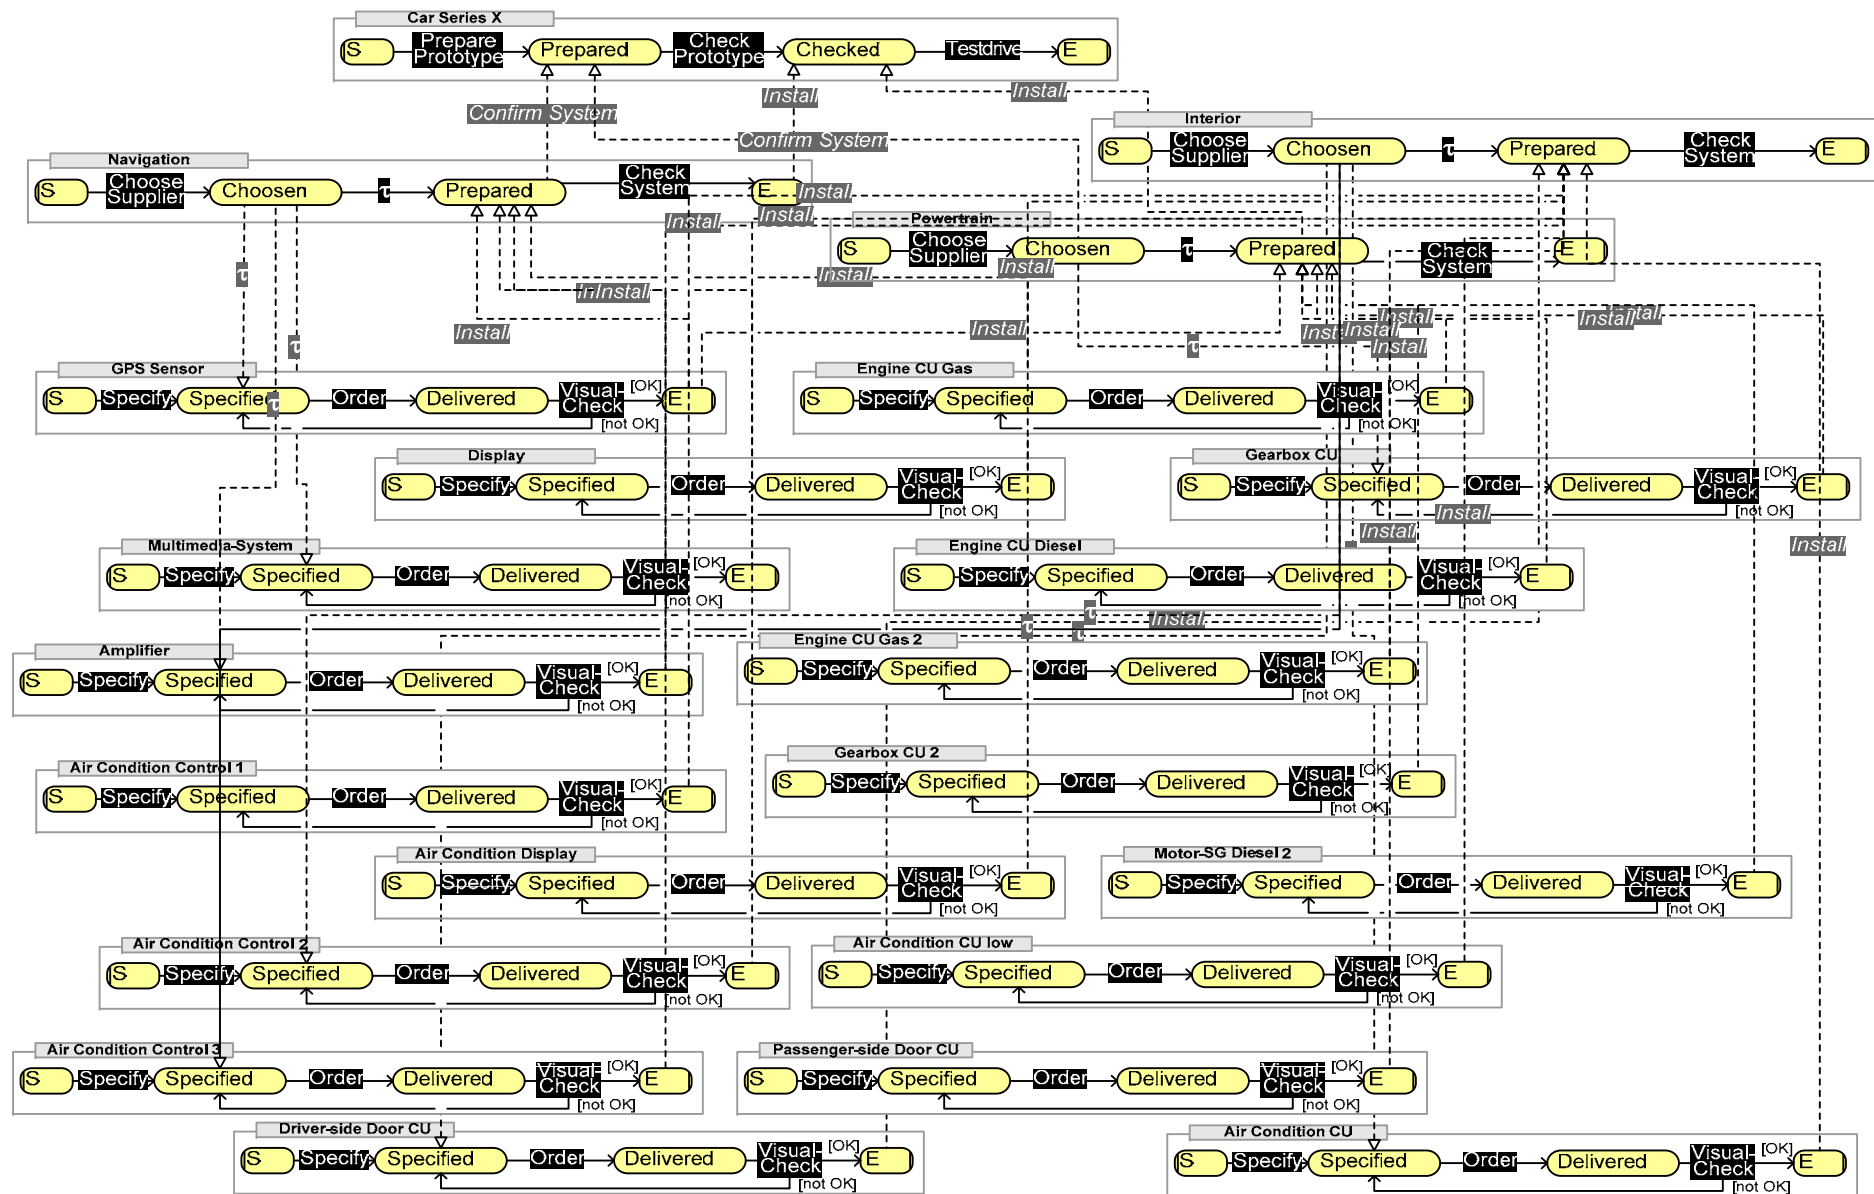 Car Series X
S Prepare Prototype Prepared Check Prototype Checked Testdrive E
Install
Install
Confirm System
Confirm System
Interior
S Choose Supplier Choosen τ Prepared Check System E
Navigation
S Choose Supplier Choosen τ Prepared Check System E
Install
Install
Install
Powertrain
S Choose Supplier Choosen τ Prepared Check System E
Install
Install
τ
Install
Install
Install
Install
Install
Install
Install
Install
τ
τ
Install
GPS Sensor
S Specify Specified τ Order Delivered Visual-Check [OK] E
[not OK]
Engine CU Gas
S Specify Specified Order Delivered Visual-Check [OK] E
[not OK]
Display
S Specify Specified Order Delivered Visual-Check [OK] E
[not OK]
Gearbox CU
S Specify Specified Order Delivered Visual-Check [OK] E
[not OK]
Install
Install
Install
Multimedia-System
S Specify Specified Order Delivered Visual-Check [OK] E
[not OK]
Engine CU Diesel
S Specify Specified Order Delivered Visual-Check [OK] E
[not OK]
τ
Install
τ
τ
Amplifier
S Specify Specified Order Delivered Visual-Check [OK] E
[not OK]
Engine CU Gas 2
S Specify Specified Order Delivered Visual-Check [OK] E
[not OK]
Air Condition Control 1
S Specify Specified Order Delivered Visual-Check [OK] E
[not OK]
Gearbox CU 2
S Specify Specified Order Delivered Visual-Check [OK] E
[not OK]
Air Condition Display
S Specify Specified Order Delivered Visual-Check [OK] E
[not OK]
Motor-SG Diesel 2
S Specify Specified Order Delivered Visual-Check [OK] E
[not OK]
Air Condition Control 2
S Specify Specified Order Delivered Visual-Check [OK] E
[not OK]
Air Condition CU low
S Specify Specified Order Delivered Visual-Check [OK] E
[not OK]
Air Condition Control 3
S Specify Specified Order Delivered Visual-Check [OK] E
[not OK]
Passenger-side Door CU
S Specify Specified Order Delivered Visual-Check [OK] E
[not OK]
Driver-side Door CU
S Specify Specified Order Delivered Visual-Check [OK] E
[not OK]
Air Condition CU
S Specify Specified Order Delivered Visual-Check [OK] E
[not OK]